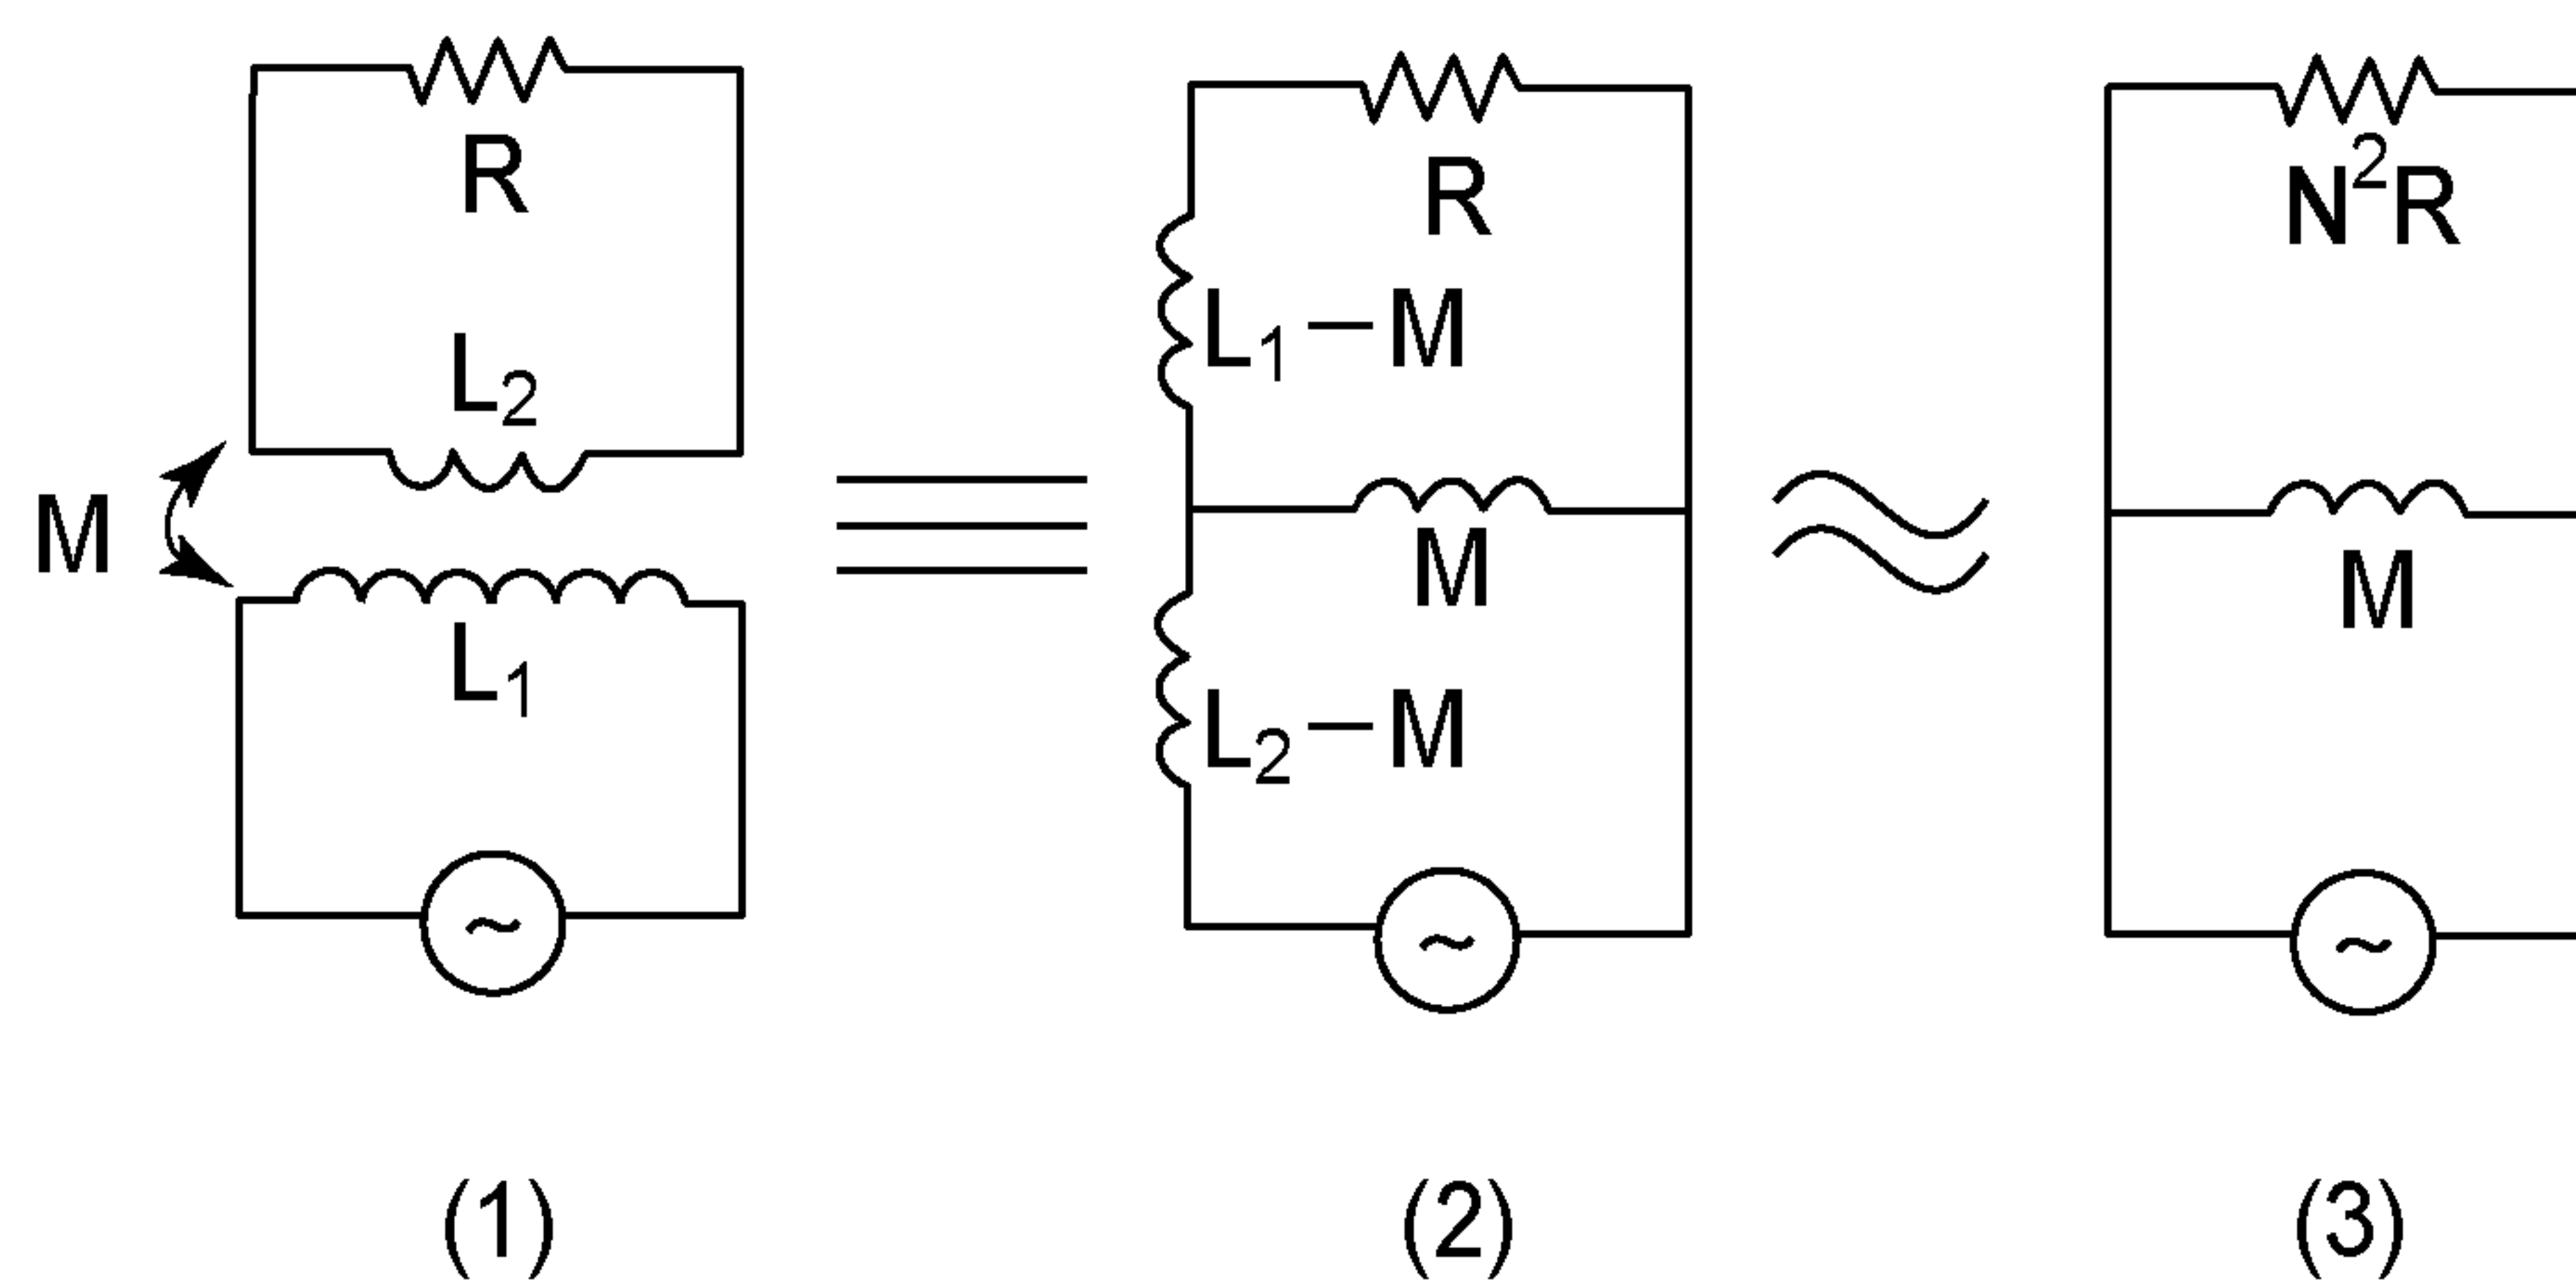 R
L₂
M
L₁
(1)
R
L₁ – M
M
L₂ – M
(2)
N²R
M
(3)